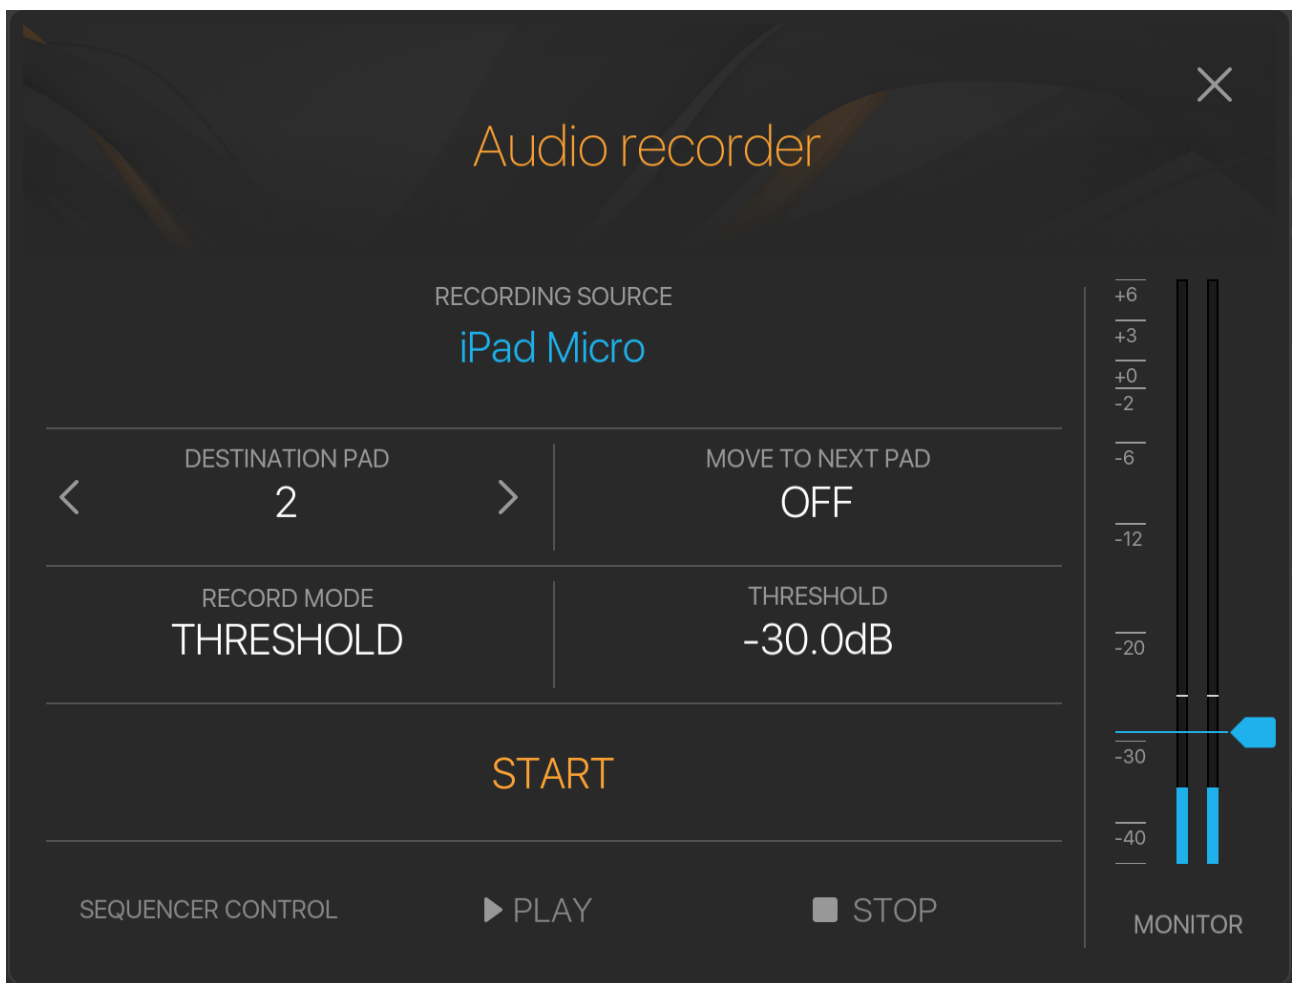 Audio recorder
RECORDING SOURCE
iPad Micro
DESTINATION PAD
2
MOVE TO NEXT PAD
OFF
RECORD MODE
THRESHOLD
THRESHOLD
-30.0dB
START
SEQUENCER CONTROL
PLAY
STOP
+6
+3
+0
-2
-6
-12
-20
-30
-40
MONITOR